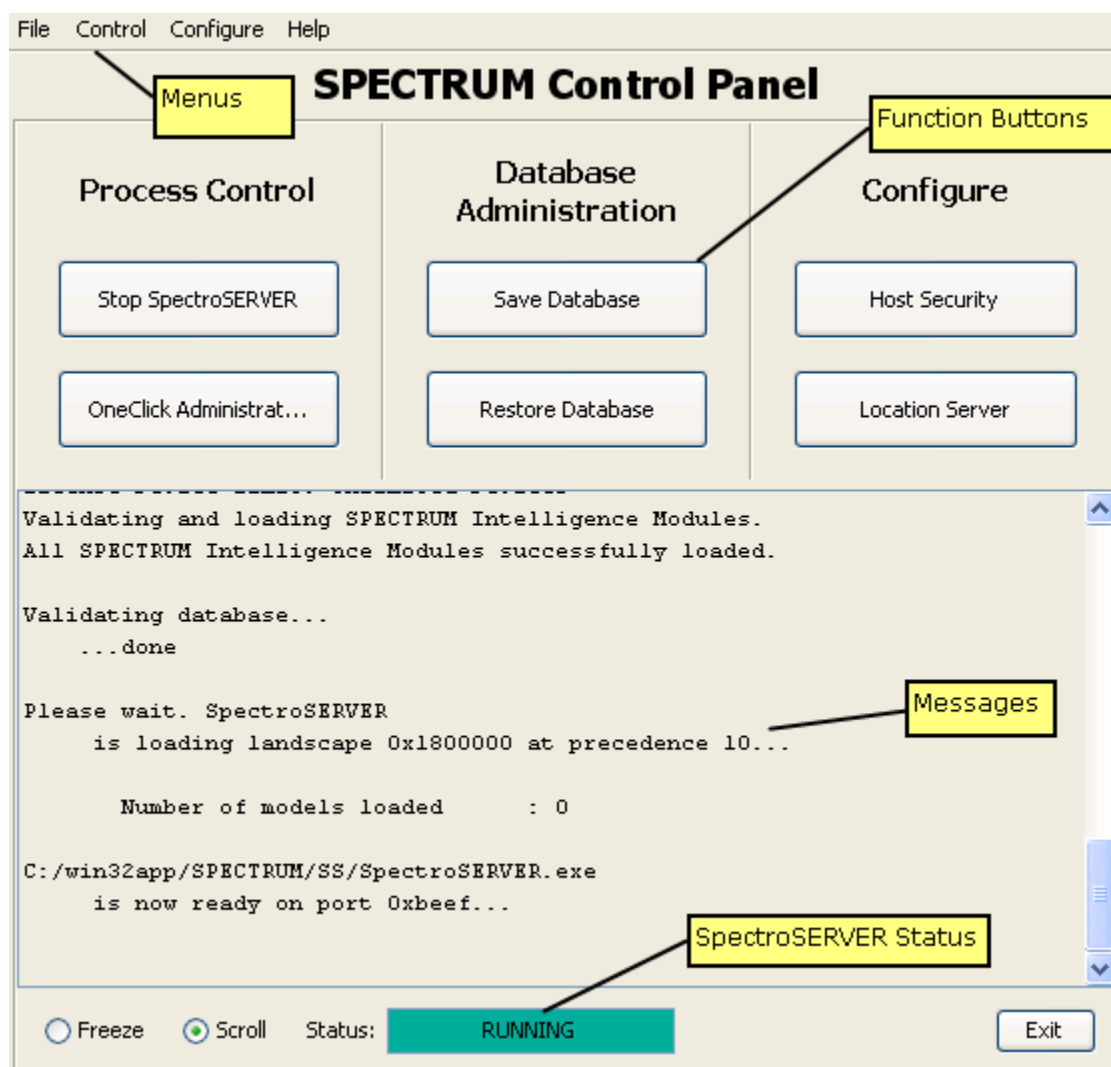 File Control Configure Help
Menus
SPECTRUM Control Panel
Function Buttons
Process Control
Database
Administration
Configure
Stop SpectroSERVER
Save Database
Host Security
OneClick Administrat...
Restore Database
Location Server
Validating and loading SPECTRUM Intelligence Modules.
All SPECTRUM Intelligence Modules successfully loaded.
Validating database...
...done
Please wait. SpectroSERVER
is loading landscape 0x1800000 at precedence 10...
Messages
Number of models loaded : 0
C:/win32app/SPECTRUM/SS/SpectroSERVER.exe
is now ready on port 0xbeef...
SpectroSERVER Status
Freeze Scroll Status: RUNNING Exit